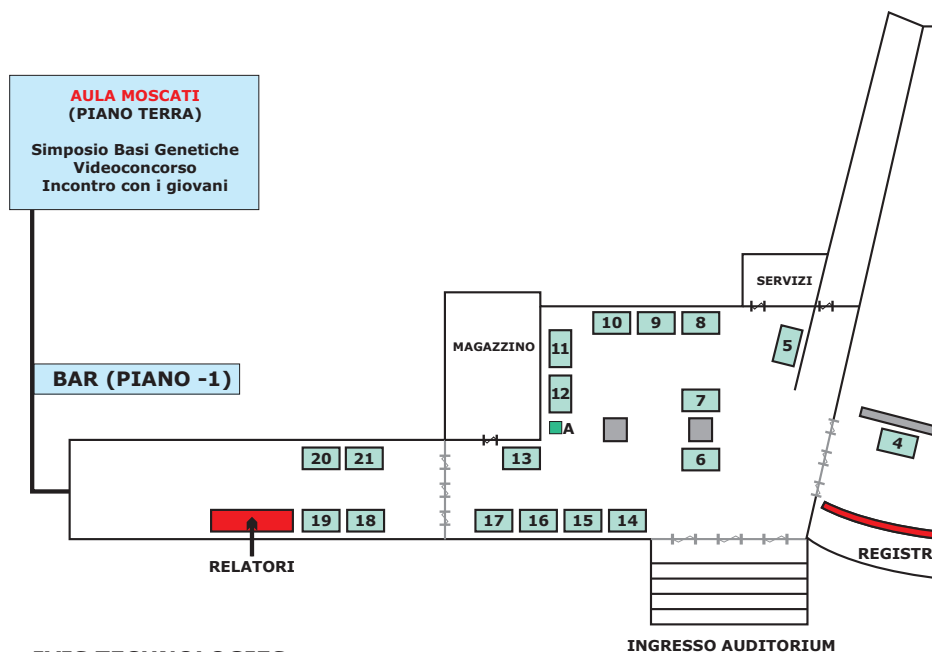 AULA MOSCATI
(PIANO TERRA)
Simposio Basi Genetiche
Videoconcorso
Incontro con i giovani
SERVIZI
10 9 8
MAGAZZINO
11
5
BAR (PIANO -1)
12
7
A
4
20 21
13
6
19 18
17 16 15 14
RELATORI
REGISTR
INGRESSO AUDITORIUM